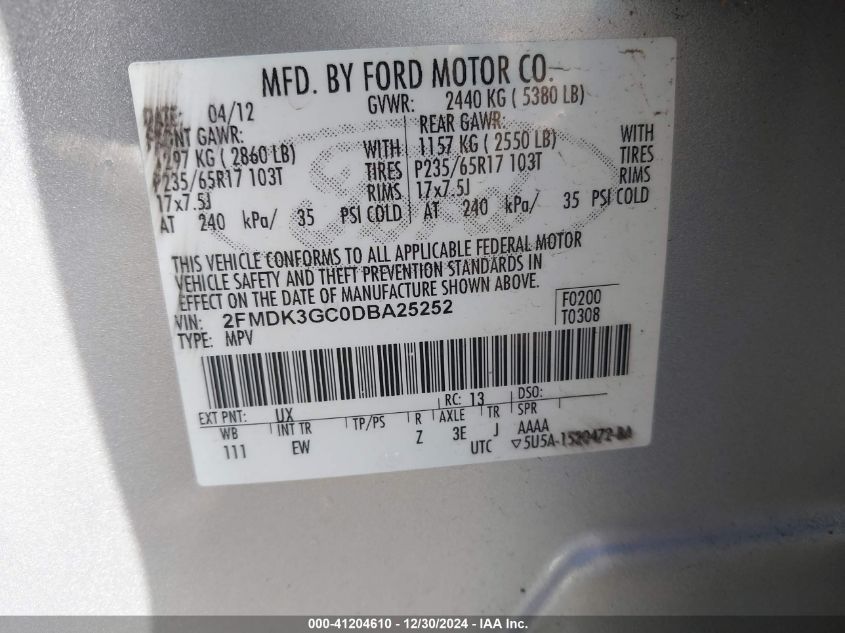 MFD. BY FORD MOTOR CO.
DATE: 04/12 GVWR: 2440 KG ( 5380 LB)
FRONT GAWR: REAR GAWR:
1297 KG ( 2860 LB) WITH 1157 KG ( 2550 LB) WITH
P235/65R17 103T TIRES P235/65R17 103T TIRES
17x7.5J RIMS 17x7.5J RIMS
AT 240 kPa/ 35 PSI COLD AT 240 kPa/ 35 PSI COLD
THIS VEHICLE CONFORMS TO ALL APPLICABLE FEDERAL MOTOR
VEHICLE SAFETY AND THEFT PREVENTION STANDARDS IN
EFFECT ON THE DATE OF MANUFACTURE SHOWN ABOVE.
VIN: 2FMDK3GC0DBA25252 F0200
TYPE: MPV T0308
EXT PNT: UX RC: 13 DSO:
WB INT TR TP/PS R AXLE TR SPR
111 EW Z 3E J AAAA
UTC ▽5U5A-1520472-BA
000-41204610 - 12/30/2024 - IAA Inc.